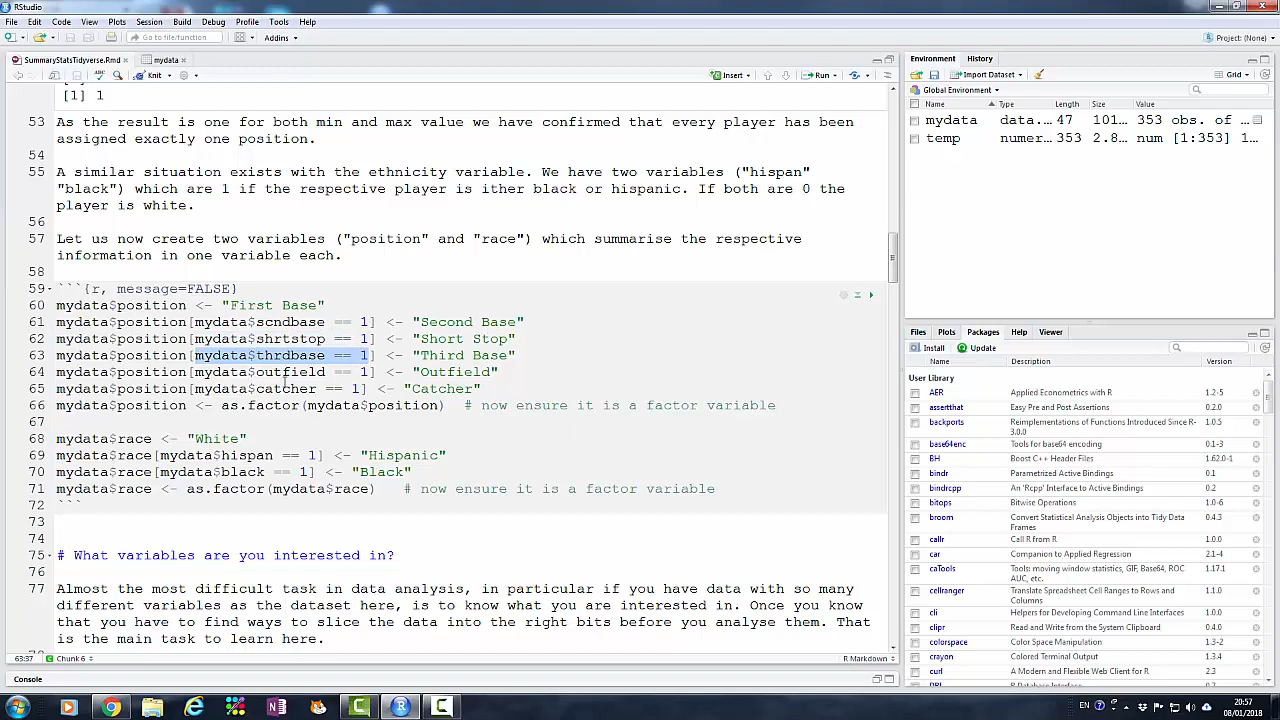 RStudio
File Edit Code View Plots Session Build Debug Profile Tools Help
Go to file/function Addins Project: (None)
SummaryStatsTidyverse.Rmd mydata
Knit Insert Run
[1] 1
53 As the result is one for both min and max value we have confirmed that every player has been
assigned exactly one position.
54
55 A similar situation exists with the ethnicity variable. We have two variables ("hispan"
"black") which are 1 if the respective player is ither black or hispanic. If both are 0 the
player is white.
56
57 Let us now create two variables ("position" and "race") which summarise the respective
information in one variable each.
58
59 ```{r, message=FALSE}
60 mydata$position <- "First Base"
61 mydata$position[mydata$scndbase == 1] <- "Second Base"
62 mydata$position[mydata$shrtstop == 1] <- "Short Stop"
63 mydata$position[mydata$thrdbase == 1] <- "Third Base"
64 mydata$position[mydata$outfield == 1] <- "Outfield"
65 mydata$position[mydata$catcher == 1] <- "Catcher"
66 mydata$position <- as.factor(mydata$position) # now ensure it is a factor variable
67
68 mydata$race <- "White"
69 mydata$race[mydata$hispan == 1] <- "Hispanic"
70 mydata$race[mydata$black == 1] <- "Black"
71 mydata$race <- as.factor(mydata$race) # now ensure it is a factor variable
72 ```
73
74
75 # What variables are you interested in?
76
77 Almost the most difficult task in data analysis, in particular if you have data with so many
different variables as the dataset here, is to know what you are interested in. Once you know
that you have to find ways to slice the data into the right bits before you analyse them. That
is the main task to learn here.
63:37 Chunk 6 R Markdown
Console
Environment History
Import Dataset Grid
Global Environment
Name Type Length Size Value
mydata data.… 47 101… 353 obs. of …
temp numer… 353 2.8… num [1:353] 1…
Files Plots Packages Help Viewer
Install Update
Name Description Version
User Library
AER Applied Econometrics with R 1.2-5
assertthat Easy Pre and Post Assertions 0.2.0
backports Reimplementations of Functions Introduced Since R-3.0.0 1.0.5
base64enc Tools for base64 encoding 0.1-3
BH Boost C++ Header Files 1.62.0-1
bindr Parametrized Active Bindings 0.1
bindrcpp An 'Rcpp' Interface to Active Bindings 0.2
bitops Bitwise Operations 1.0-6
broom Convert Statistical Analysis Objects into Tidy Data Frames 0.4.3
callr Call R from R 1.0.0
car Companion to Applied Regression 2.1-4
caTools Tools: moving window statistics, GIF, Base64, ROC AUC, etc. 1.17.1
cellranger Translate Spreadsheet Cell Ranges to Rows and Columns 1.1.0
cli Helpers for Developing Command Line Interfaces 1.0.0
clipr Read and Write from the System Clipboard 0.4.0
colorspace Color Space Manipulation 1.3-2
crayon Colored Terminal Output 1.3.4
curl A Modern and Flexible Web Client for R 2.3
EN 20:57
08/01/2018